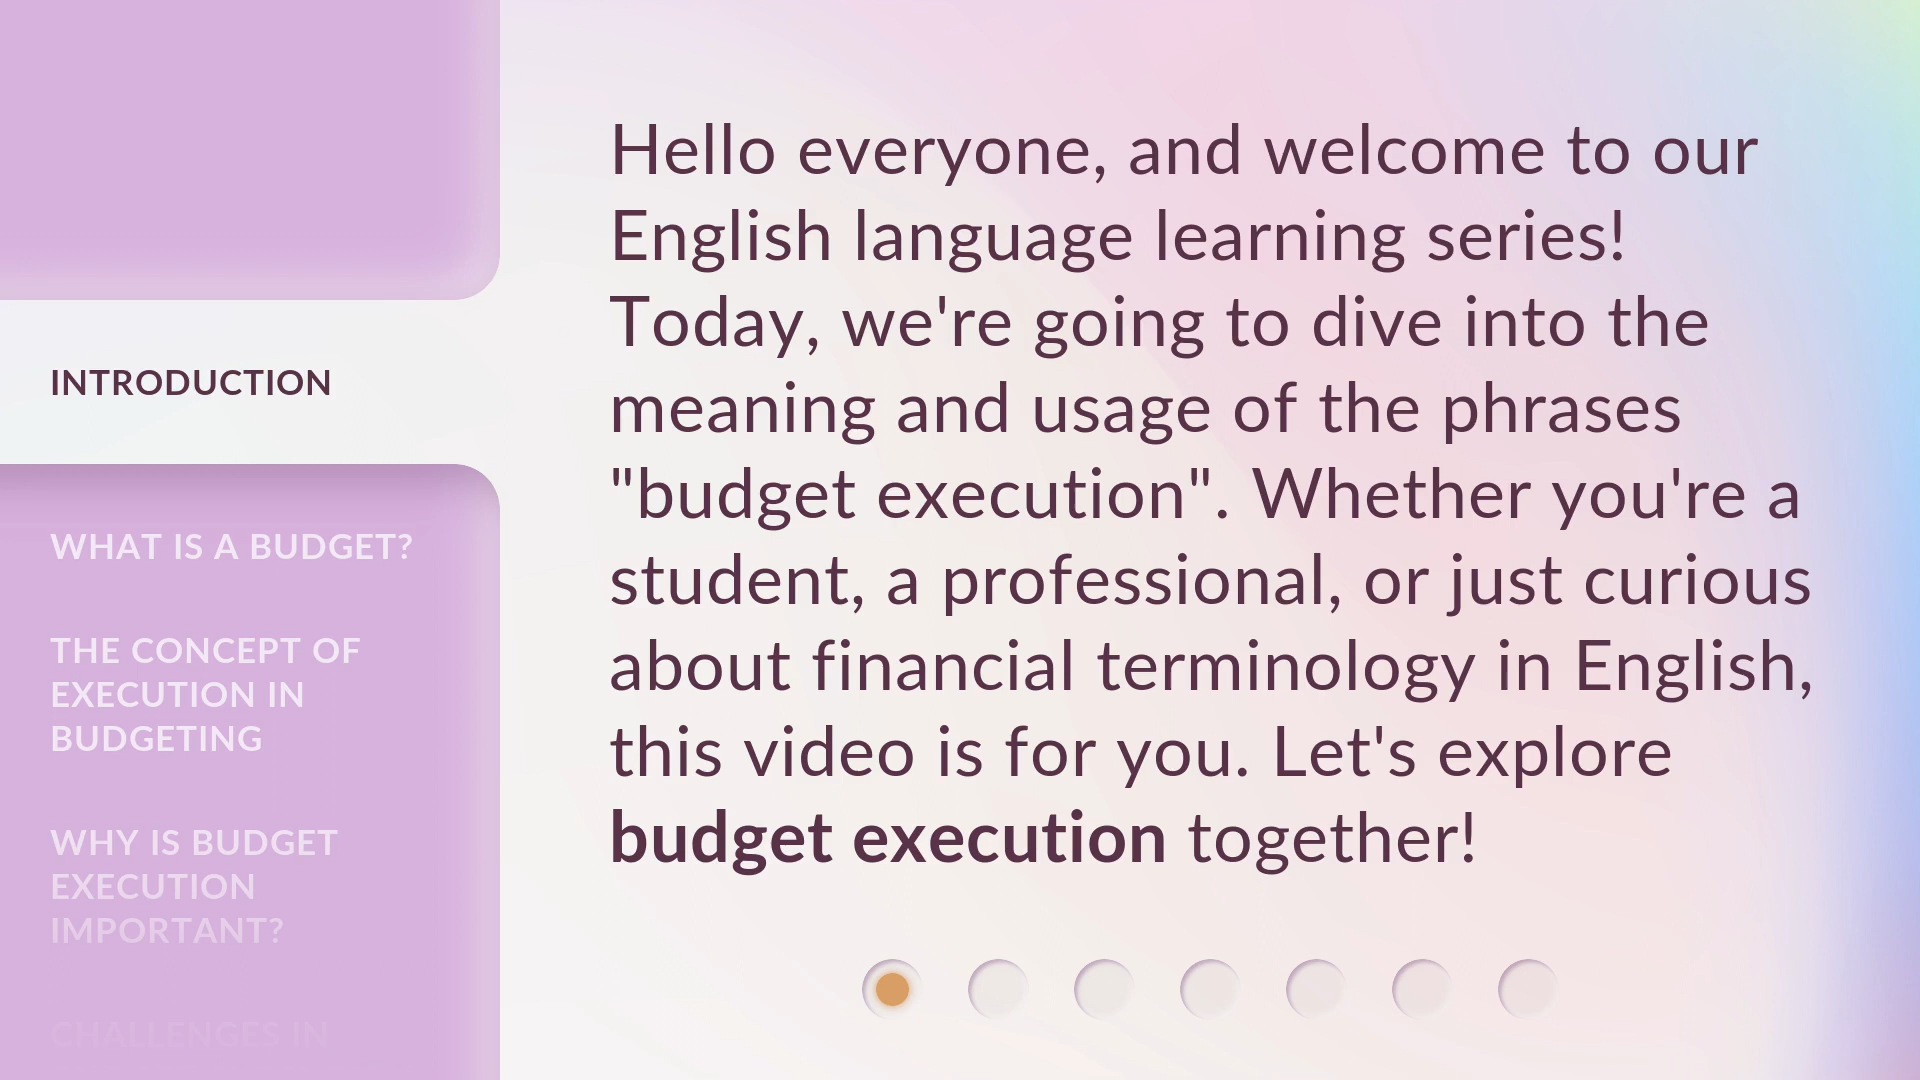 INTRODUCTION
WHAT IS A BUDGET?
THE CONCEPT OF
EXECUTION IN
BUDGETING
WHY IS BUDGET
EXECUTION
IMPORTANT?
CHALLENGES IN
Hello everyone, and welcome to our
English language learning series!
Today, we're going to dive into the
meaning and usage of the phrases
"budget execution". Whether you're a
student, a professional, or just curious
about financial terminology in English,
this video is for you. Let's explore
budget execution together!